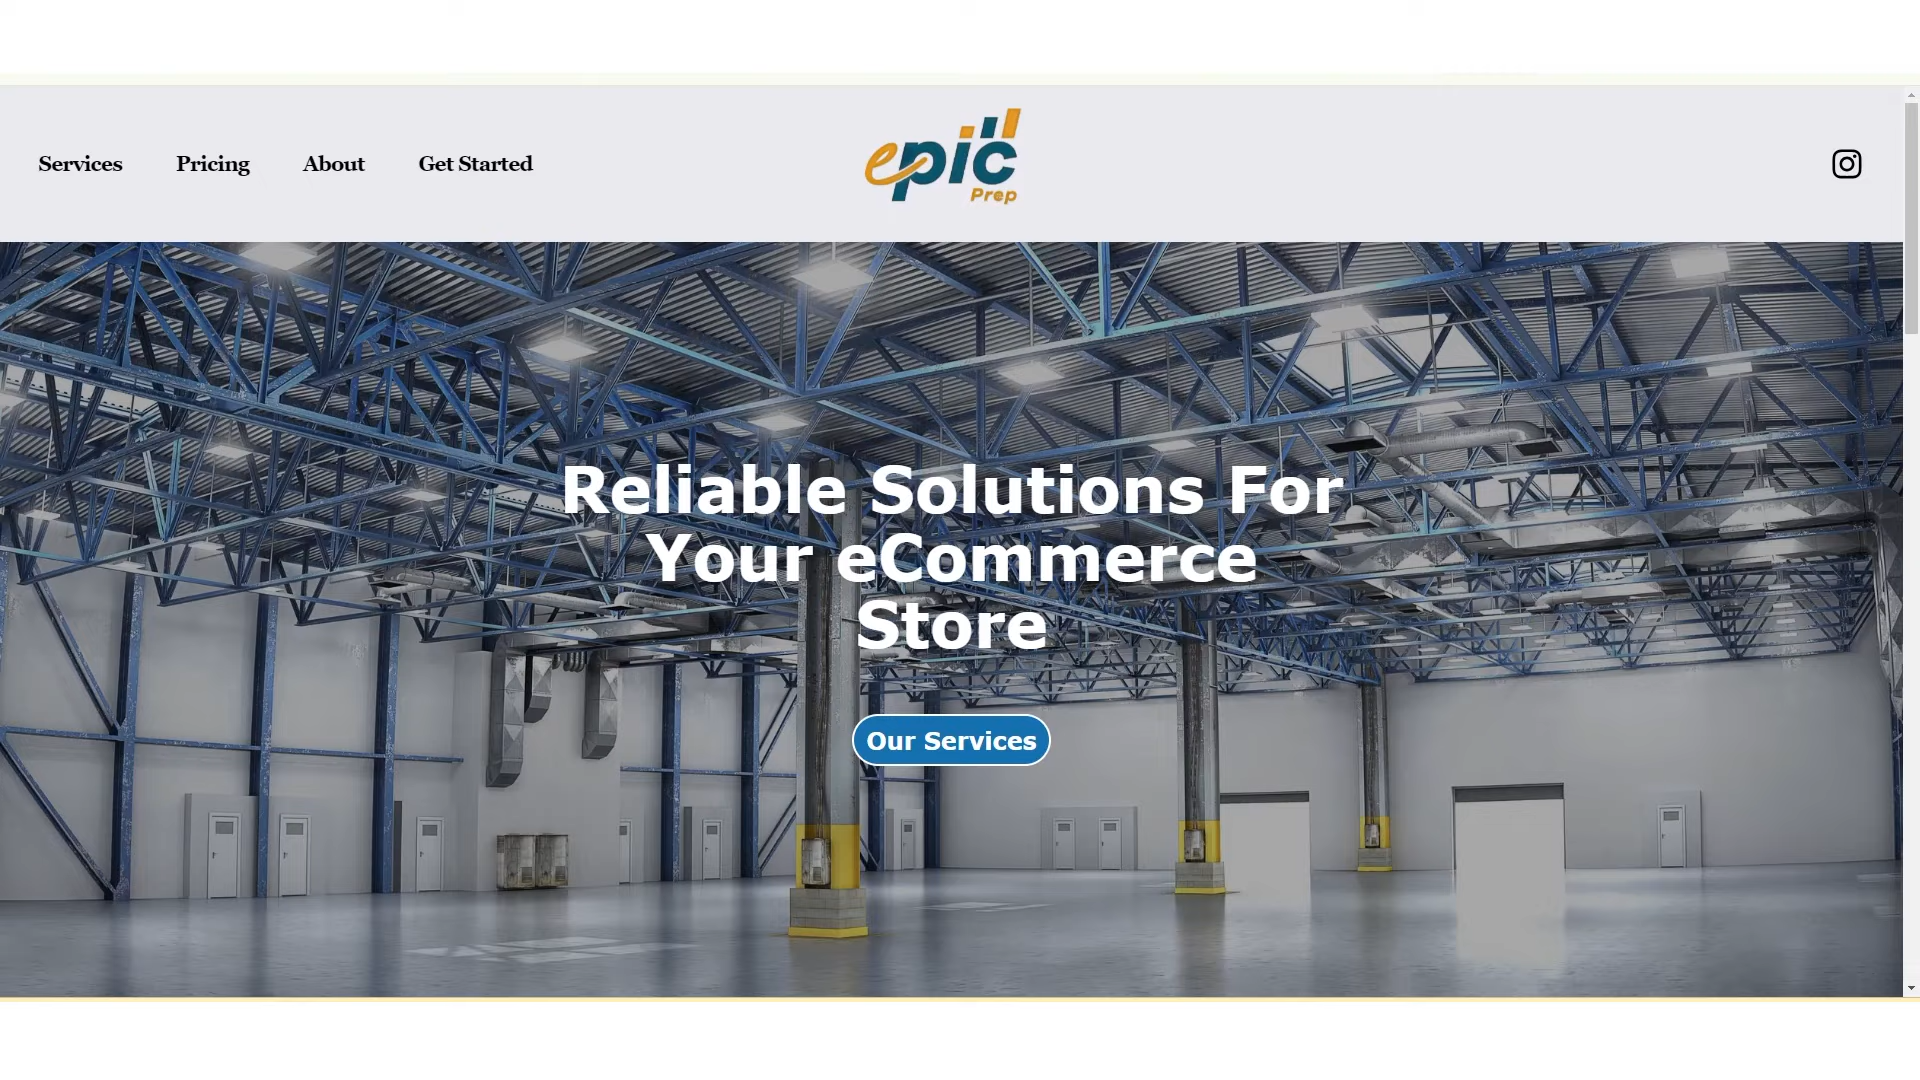 Services
Pricing
About
Get Started
epic
Prep
Reliable Solutions For
Your eCommerce
Store
Our Services